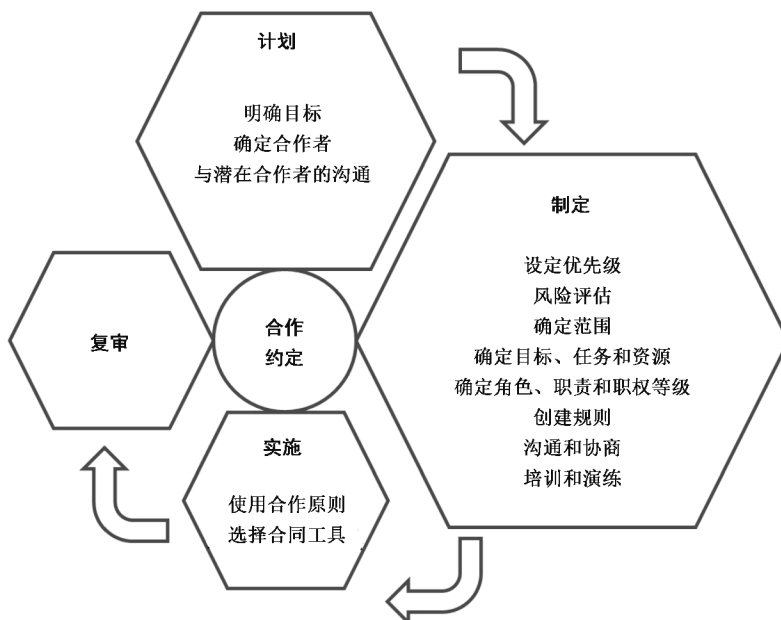 计划
明确目标
确定合作者
与潜在合作者的沟通
制定
设定优先级
风险评估
确定范围
确定目标、任务和资源
确定角色、职责和职权等级
创建规则
沟通和协商
培训和演练
合作
约定
复审
实施
使用合作原则
选择合同工具